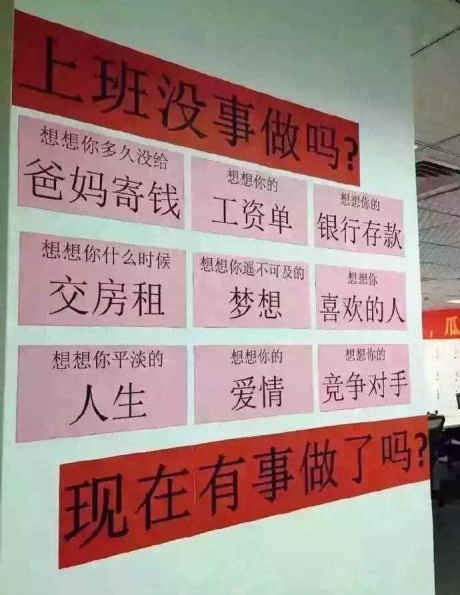 上班没事做吗?
想想你多久没给
爸妈寄钱
想想你的
工资单
想想你的
银行存款
想想你什么时候
交房租
想想你遥不可及的
梦想
想想你
喜欢的人
想想你平淡的
人生
想想你的
爱情
想想你的
竞争对手
现在有事做了吗?
，瓜